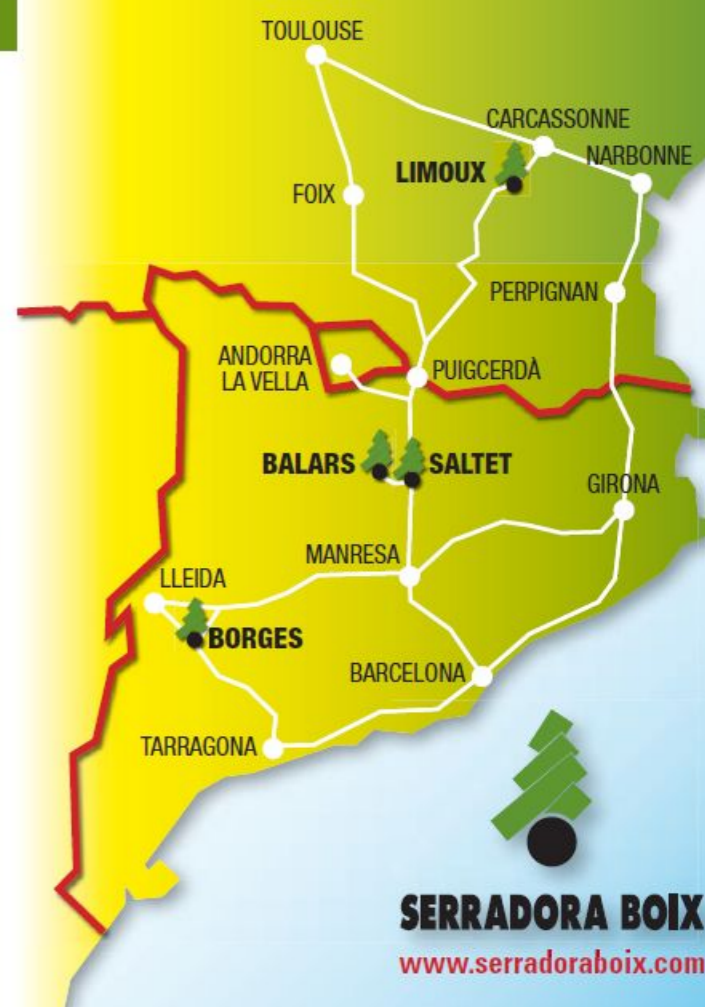 TOULOUSE
CARCASSONNE
NARBONNE
LIMOUX
FOIX
PERPIGNAN
ANDORRA
LA VELLA
PUIGCERDÀ
BALARS
SALTET
GIRONA
MANRESA
LLEIDA
BORGES
BARCELONA
TARRAGONA
SERRADORA BOIX
www.serradoraboix.com